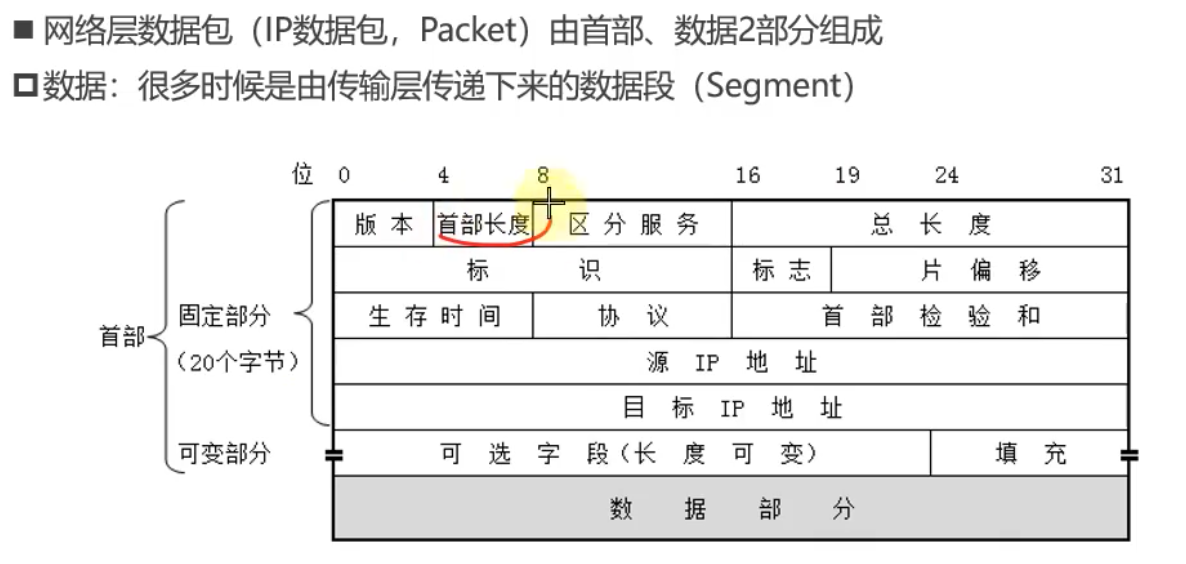 ■ 网络层数据包（IP数据包，Packet）由首部、数据2部分组成
数据：很多时候是由传输层传递下来的数据段（Segment）
位 0 4 8 16 19 24 31
版本 首部长度 区分服务 总长度
标识 标志 片偏移
生存时间 协议 首部检验和
源IP地址
目标IP地址
可选字段(长度可变) 填充
数据部分
首部
固定部分
（20个字节）
可变部分